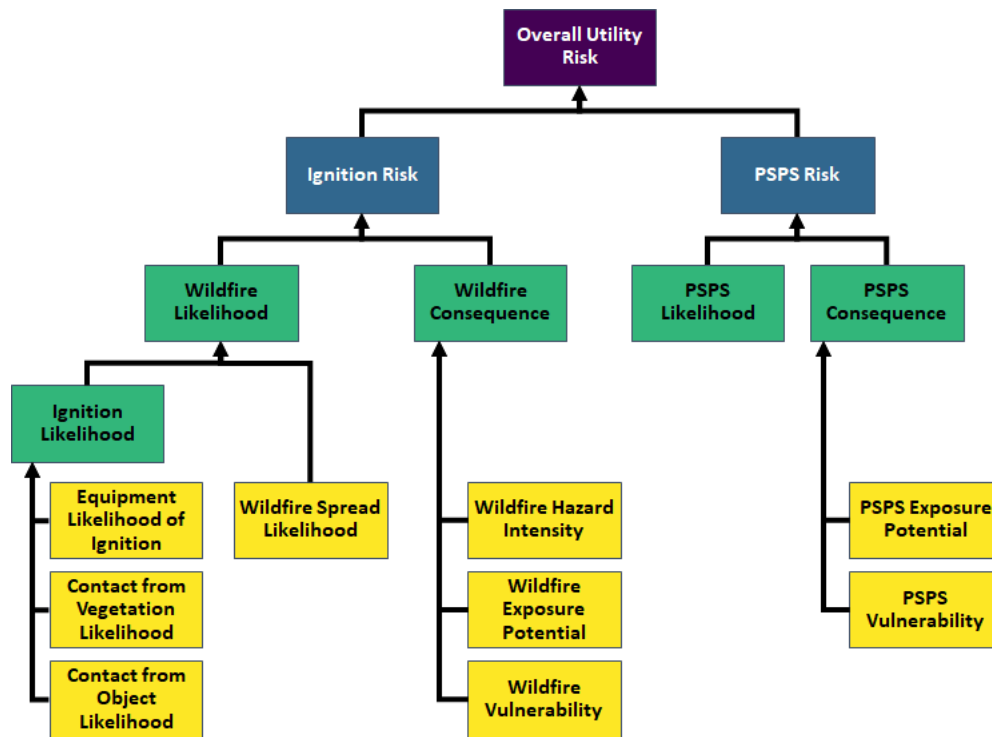 Overall Utility
Risk
Ignition Risk
PSPS Risk
Wildfire
Likelihood
Wildfire
Consequence
PSPS
Likelihood
PSPS
Consequence
Ignition
Likelihood
Equipment
Likelihood of
Ignition
Wildfire Spread
Likelihood
Wildfire Hazard
Intensity
PSPS Exposure
Potential
Contact from
Vegetation
Likelihood
Wildfire
Exposure
Potential
PSPS
Vulnerability
Contact from
Object
Likelihood
Wildfire
Vulnerability